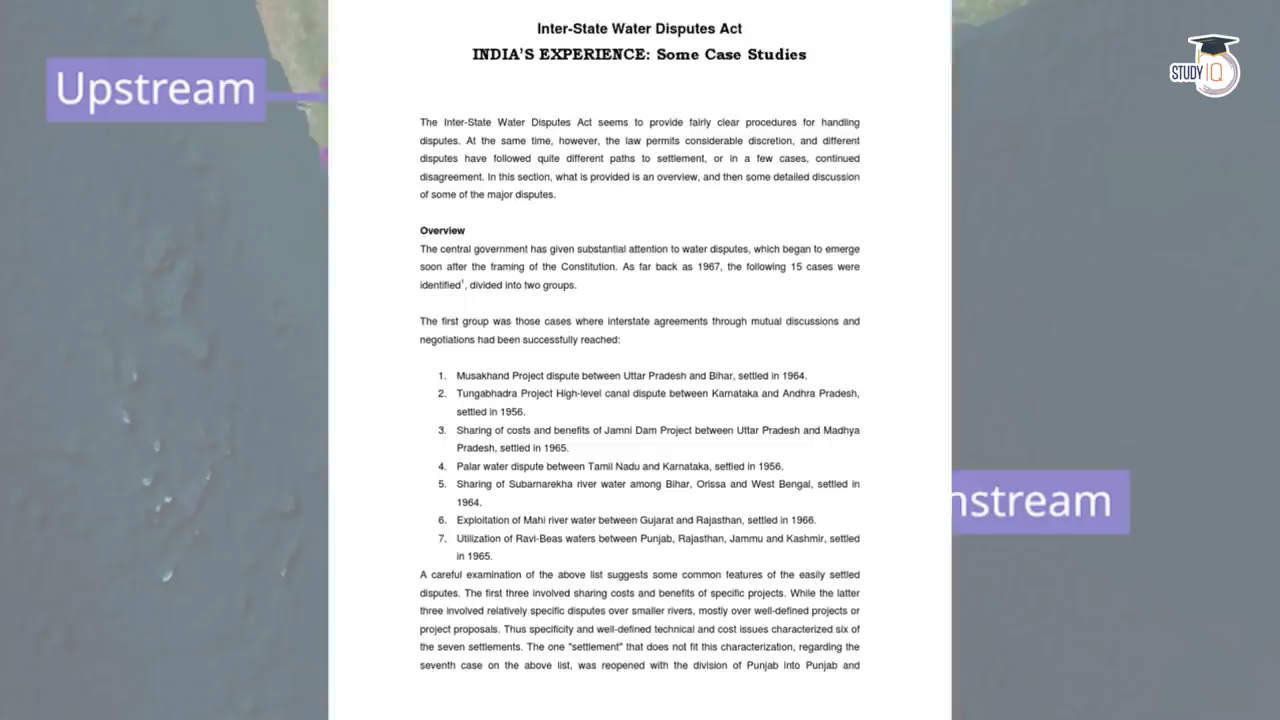 Inter-State Water Disputes Act
INDIA'S EXPERIENCE: Some Case Studies
STUDY IQ
Upstream
The Inter-State Water Disputes Act seems to provide fairly clear procedures for handling
disputes. At the same time, however, the law permits considerable discretion, and different
disputes have followed quite different paths to settlement, or in a few cases, continued
disagreement. In this section, what is provided is an overview, and then some detailed discussion
of some of the major disputes.
Overview
The central government has given substantial attention to water disputes, which began to emerge
soon after the framing of the Constitution. As far back as 1967, the following 15 cases were
identified¹, divided into two groups.
The first group was those cases where interstate agreements through mutual discussions and
negotiations had been successfully reached:
1. Musakhand Project dispute between Uttar Pradesh and Bihar, settled in 1964.
2. Tungabhadra Project High-level canal dispute between Karnataka and Andhra Pradesh,
settled in 1956.
3. Sharing of costs and benefits of Jamni Dam Project between Uttar Pradesh and Madhya
Pradesh, settled in 1965.
4. Palar water dispute between Tamil Nadu and Karnataka, settled in 1956.
5. Sharing of Subarnarekha river water among Bihar, Orissa and West Bengal, settled in
1964.
6. Exploitation of Mahi river water between Gujarat and Rajasthan, settled in 1966.
7. Utilization of Ravi-Beas waters between Punjab, Rajasthan, Jammu and Kashmir, settled
in 1965.
A careful examination of the above list suggests some common features of the easily settled
disputes. The first three involved sharing costs and benefits of specific projects. While the latter
three involved relatively specific disputes over smaller rivers, mostly over well-defined projects or
project proposals. Thus specificity and well-defined technical and cost issues characterized six of
the seven settlements. The one "settlement" that does not fit this characterization, regarding the
seventh case on the above list, was reopened with the division of Punjab into Punjab and
nstream